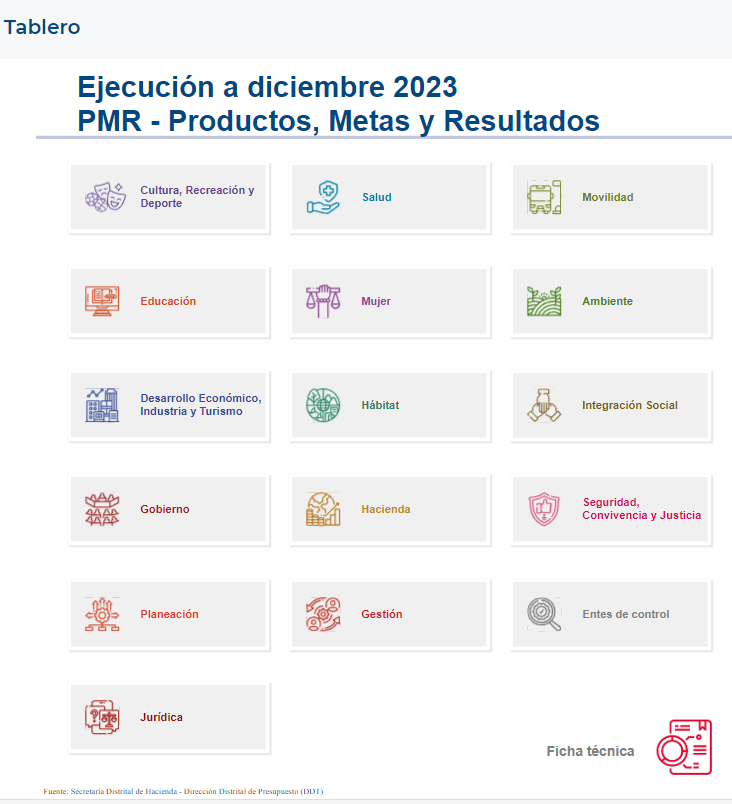 Tablero
Ejecución a diciembre 2023
PMR - Productos, Metas y Resultados
Cultura, Recreación y
Deporte
Salud
Movilidad
Educación
Mujer
Ambiente
Desarrollo Económico,
Industria y Turismo
Hábitat
Integración Social
Gobierno
Hacienda
Seguridad,
Convivencia y Justicia
Planeación
Gestión
Entes de control
Jurídica
Ficha técnica
Fuente: Secretaría Distrital de Hacienda - Dirección Distrital de Presupuesto (DDT)